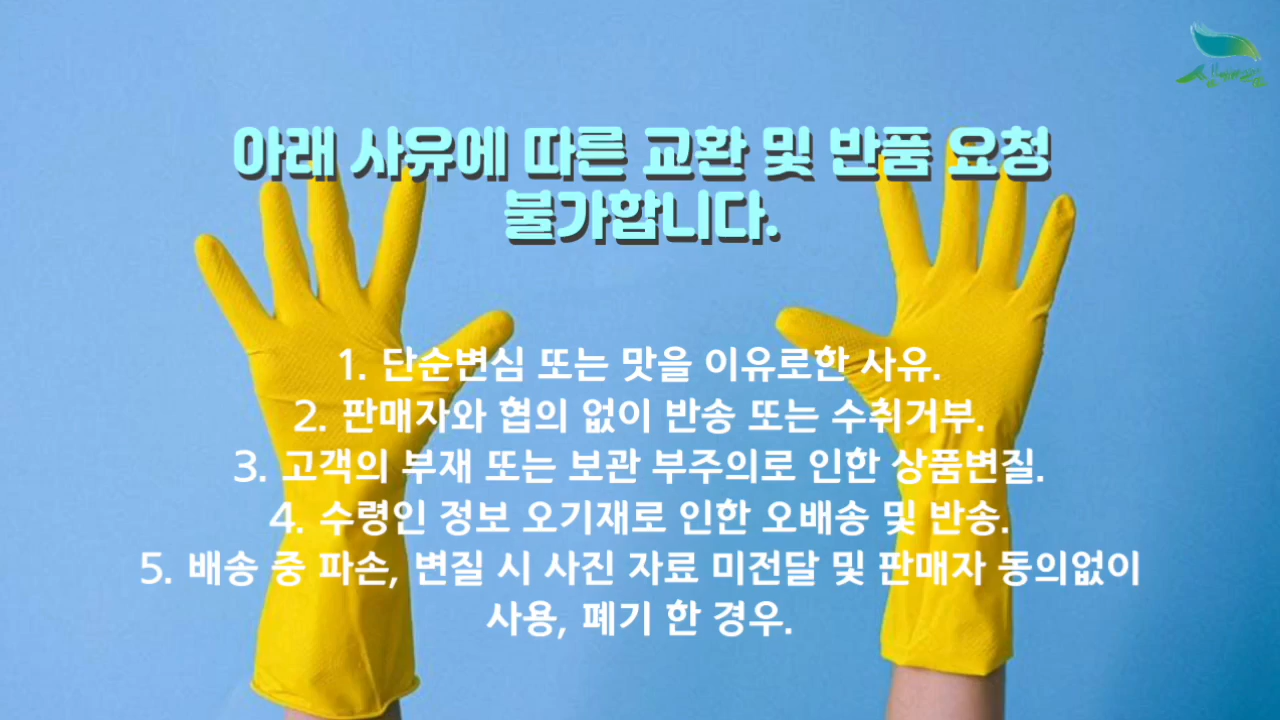 아래 사유에 따른 교환 및 반품 요청
불가합니다.
1. 단순변심 또는 맛을 이유로한 사유.
2. 판매자와 협의 없이 반송 또는 수취거부.
3. 고객의 부재 또는 보관 부주의로 인한 상품변질.
4. 수령인 정보 오기재로 인한 오배송 및 반송.
5. 배송 중 파손, 변질 시 사진 자료 미전달 및 판매자 동의없이
사용, 폐기 한 경우.